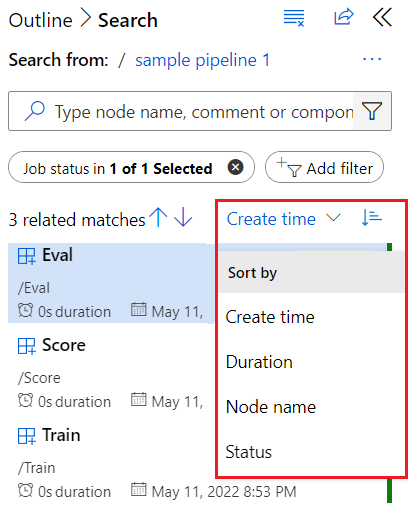 Outline > Search
Search from: / sample pipeline 1 ...
Type node name, comment or compon
Job status in 1 of 1 Selected
Add filter
3 related matches
Create time
Eval
/Eval
0s duration
May 11,
Score
/Score
0s duration
May 11,
Train
/Train
0s duration
May 11, 2022 8:53 PM
Sort by
Create time
Duration
Node name
Status